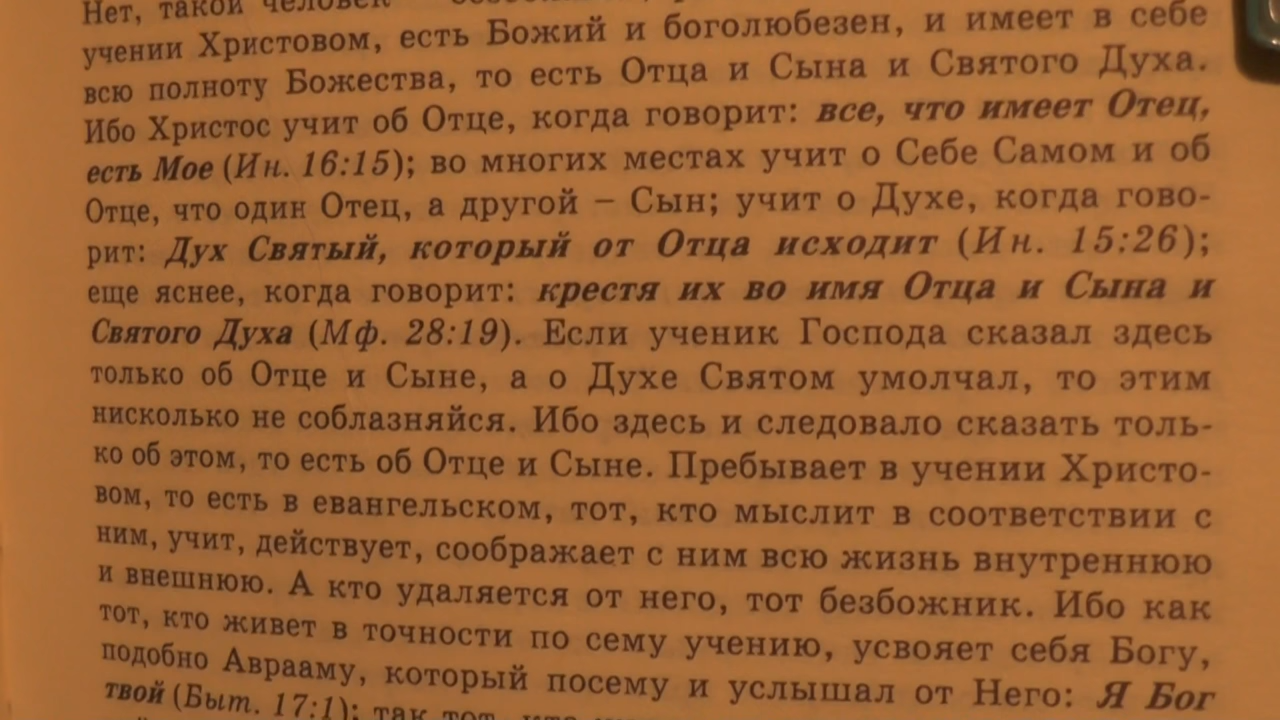 Нет, такой человек
учении Христовом, есть Божий и боголюбезен, и имеет в себе
всю полноту Божества, то есть Отца и Сына и Святого Духа.
Ибо Христос учит об Отце, когда говорит: все, что имеет Отец,
есть Мое (Ин. 16:15); во многих местах учит о Себе Самом и об
Отце, что один Отец, а другой – Сын; учит о Духе, когда гово-
рит: Дух Святый, который от Отца исходит (Ин. 15:26);
еще яснее, когда говорит: крестя их во имя Отца и Сына и
Святого Духа (Мф. 28:19). Если ученик Господа сказал здесь
только об Отце и Сыне, а о Духе Святом умолчал, то этим
нисколько не соблазняйся. Ибо здесь и следовало сказать толь-
ко об этом, то есть об Отце и Сыне. Пребывает в учении Христо-
вом, то есть в евангельском, тот, кто мыслит в соответствии с
ним, учит, действует, соображает с ним всю жизнь внутреннюю
и внешнюю. А кто удаляется от него, тот безбожник. Ибо как
тот, кто живет в точности по сему учению, усвояет себя Богу,
подобно Аврааму, который посему и услышал от Него: Я Бог
твой (Быт. 17:1); так тот, кто